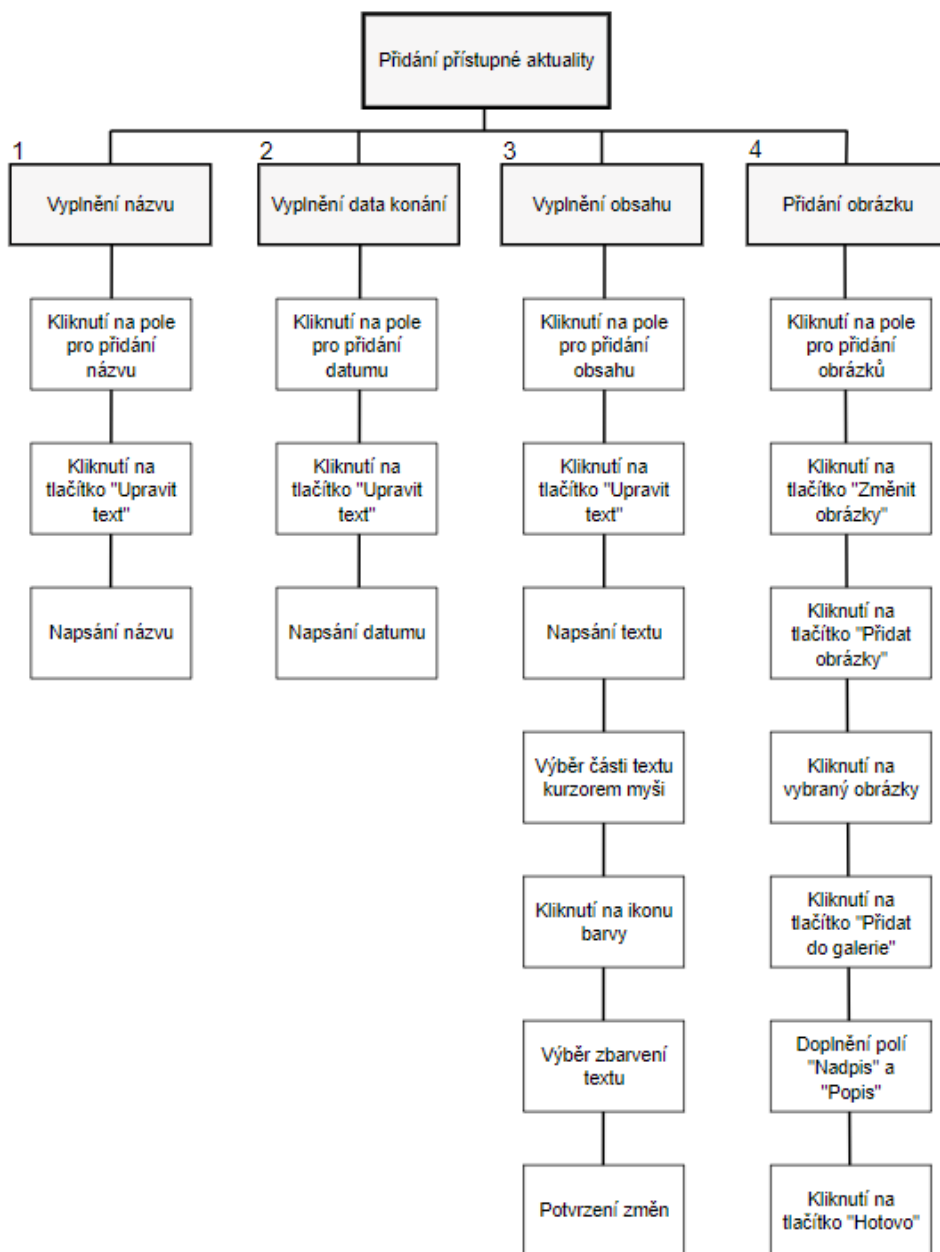 Přidání přístupné aktuality
1
Vyplnění názvu
Kliknutí na pole
pro přidání
názvu
Kliknutí na
tlačítko "Upravit
text"
Napsání názvu
2
Vyplnění data konání
Kliknutí na pole
pro přidání
datumu
Kliknutí na
tlačítko "Upravit
text"
Napsání datumu
3
Vyplnění obsahu
Kliknutí na pole
pro přidání
obsahu
Kliknutí na
tlačítko "Upravit
text"
Napsání textu
Výběr části textu
kurzorem myši
Kliknutí na ikonu
barvy
Výběr zbarvení
textu
Potvrzení změn
4
Přidání obrázku
Kliknutí na pole
pro přidání
obrázků
Kliknutí na
tlačítko "Změnit
obrázky"
Kliknutí na
tlačítko "Přidat
obrázky"
Kliknutí na
vybraný obrázky
Kliknutí na
tlačítko "Přidat
do galerie"
Doplnění polí
"Nadpis" a
"Popis"
Kliknutí na
tlačítko "Hotovo"